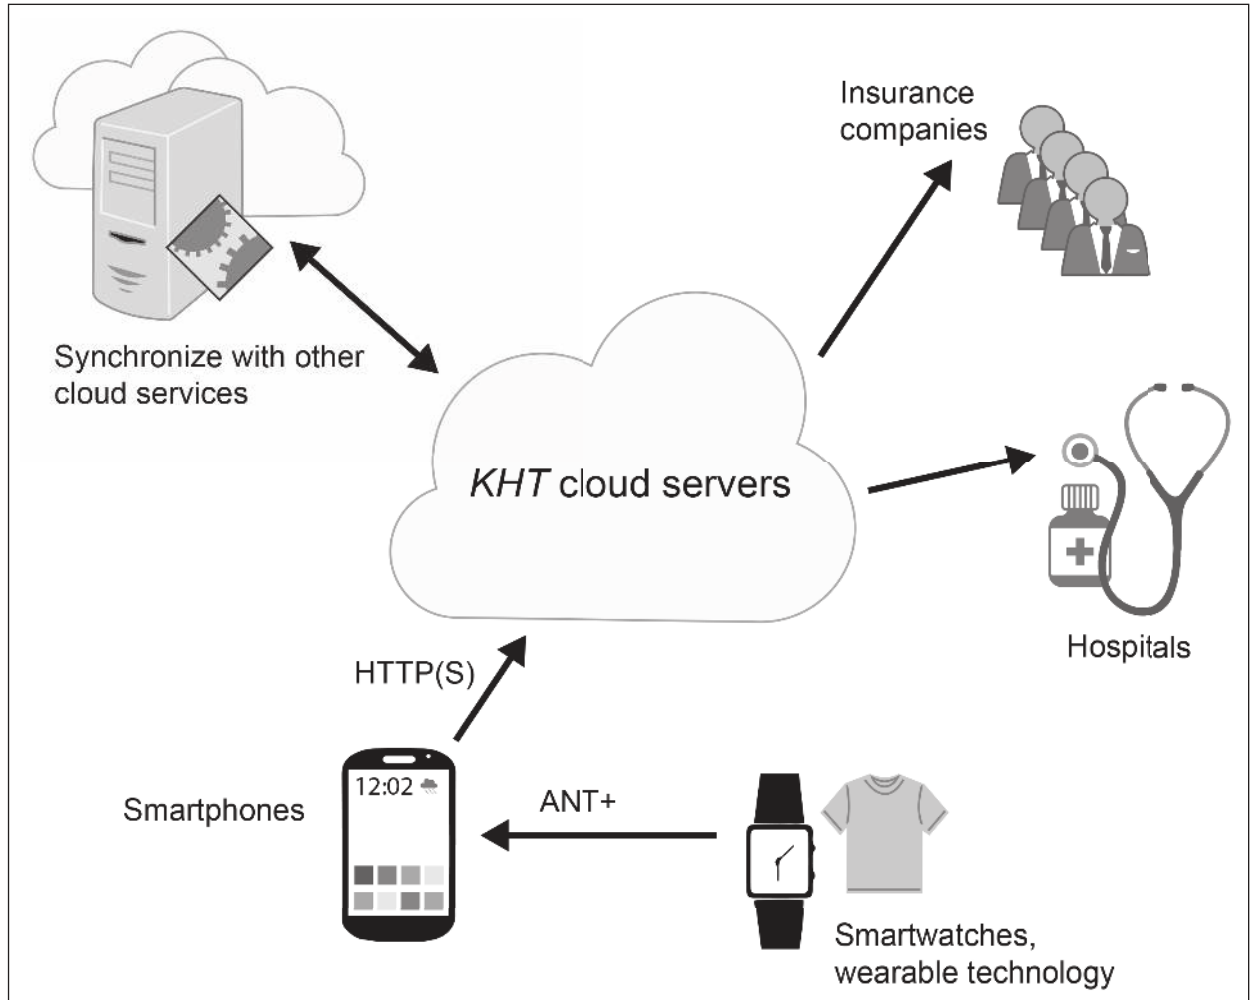 Insurance
companies
Synchronize with other
cloud services
KHT cloud servers
Hospitals
HTTP(S)
12:02
Smartphones
ANT+
Smartwatches,
wearable technology